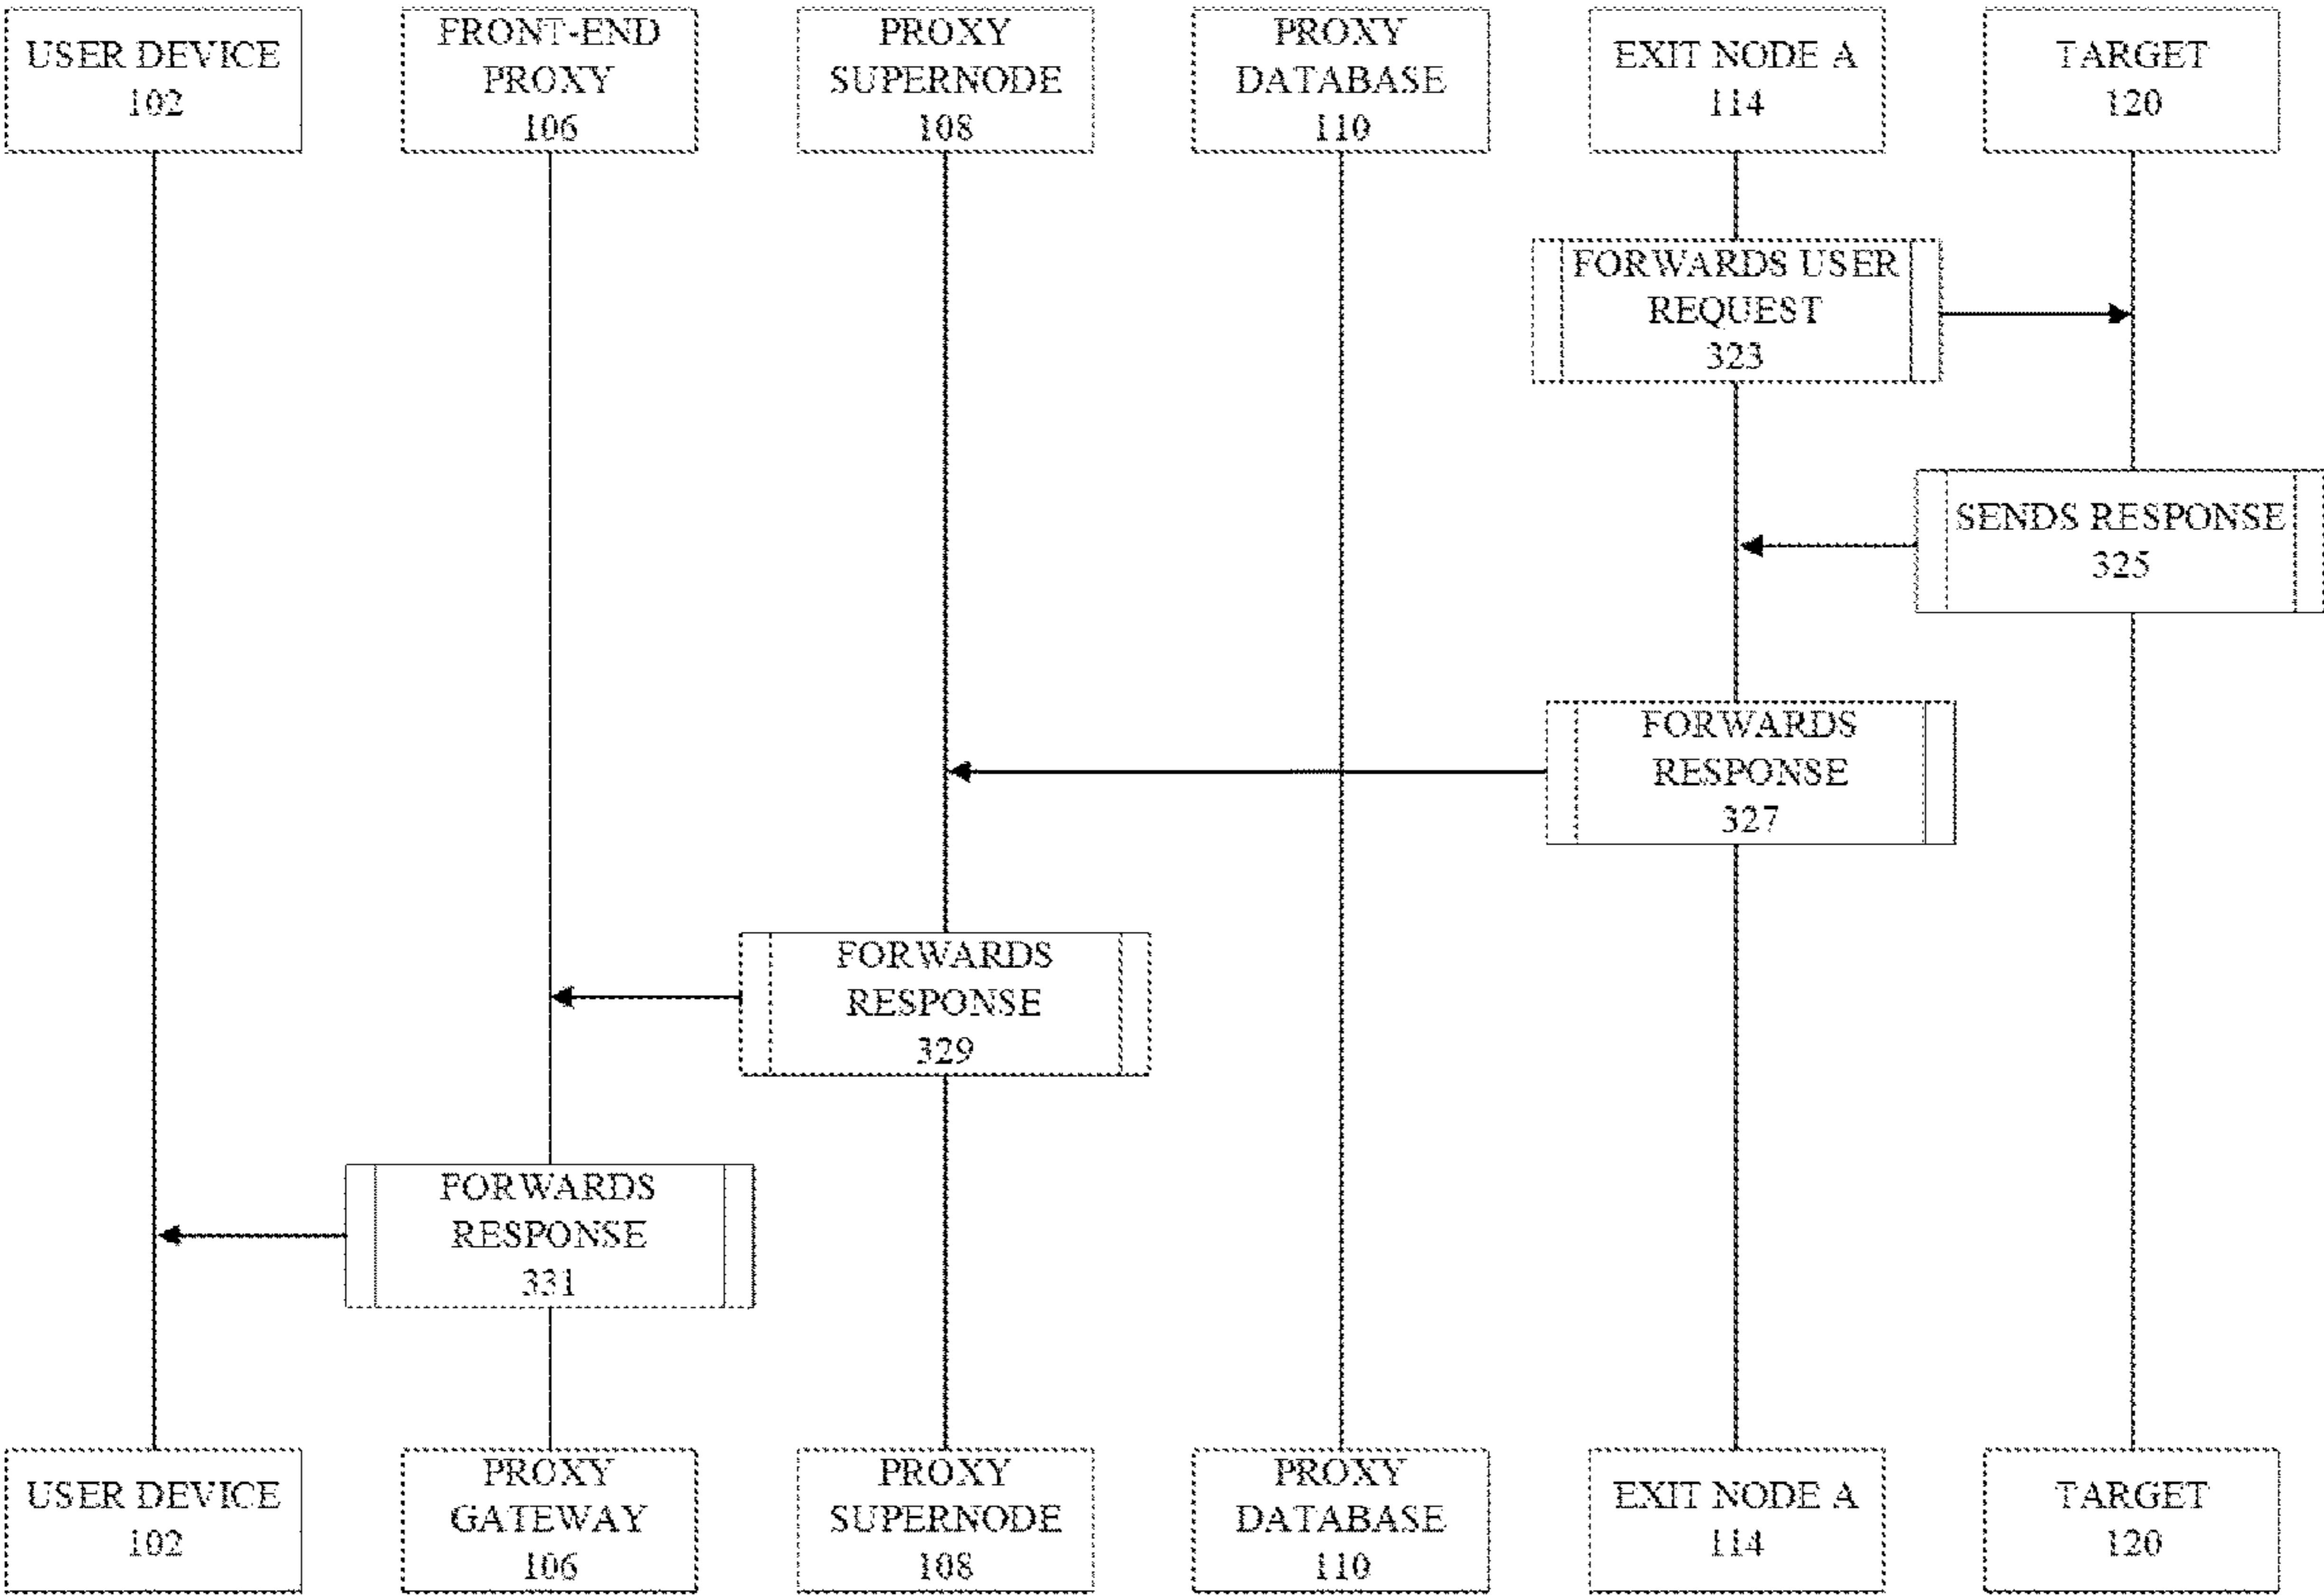 USER DEVICE
102
FRONT-END
PROXY
106
PROXY
SUPERNODE
108
PROXY
DATABASE
110
EXIT NODE A
114
TARGET
120
FORWARDS USER
REQUEST
323
SENDS RESPONSE
325
FORWARDS
RESPONSE
327
FORWARDS
RESPONSE
329
FORWARDS
RESPONSE
331
USER DEVICE
102
PROXY
GATEWAY
106
PROXY
SUPERNODE
108
PROXY
DATABASE
110
EXIT NODE A
114
TARGET
120